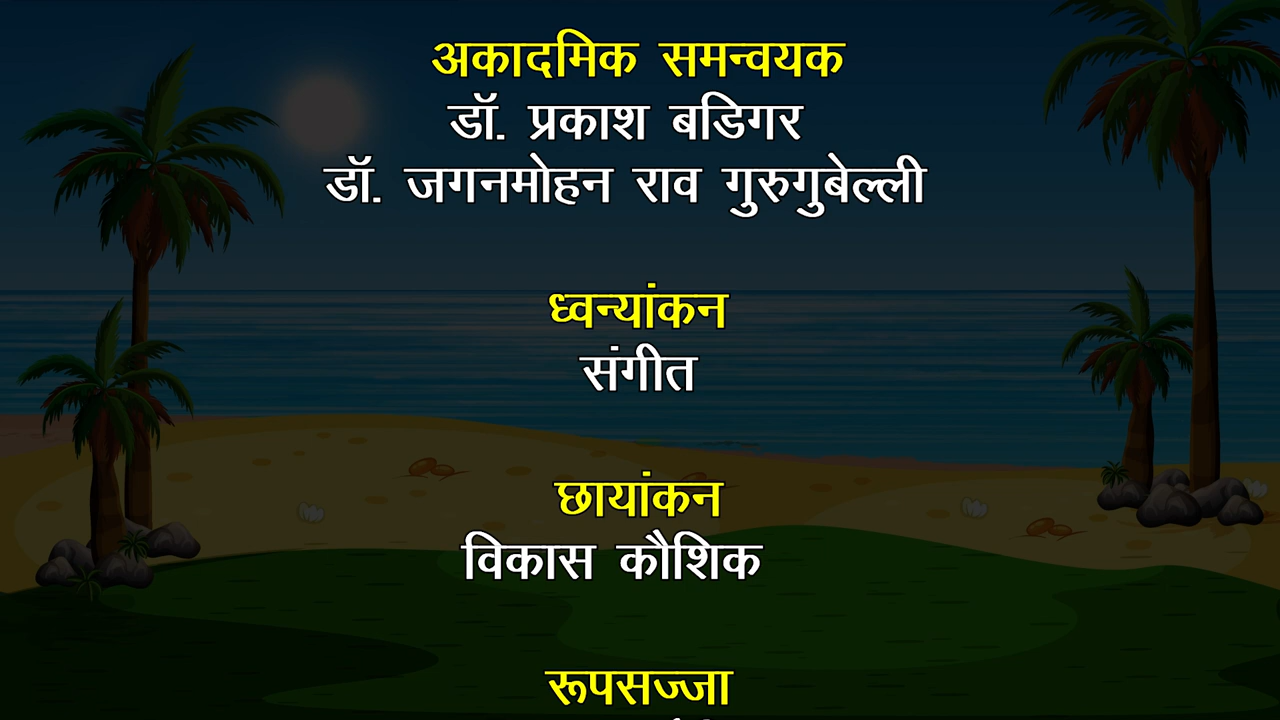 अकादमिक समन्वयक
डॉ. प्रकाश बडिगर
डॉ. जगनमोहन राव गुरुगुबेल्ली
ध्वन्यांकन
संगीत
छायांकन
विकास कौशिक
रूपसज्जा